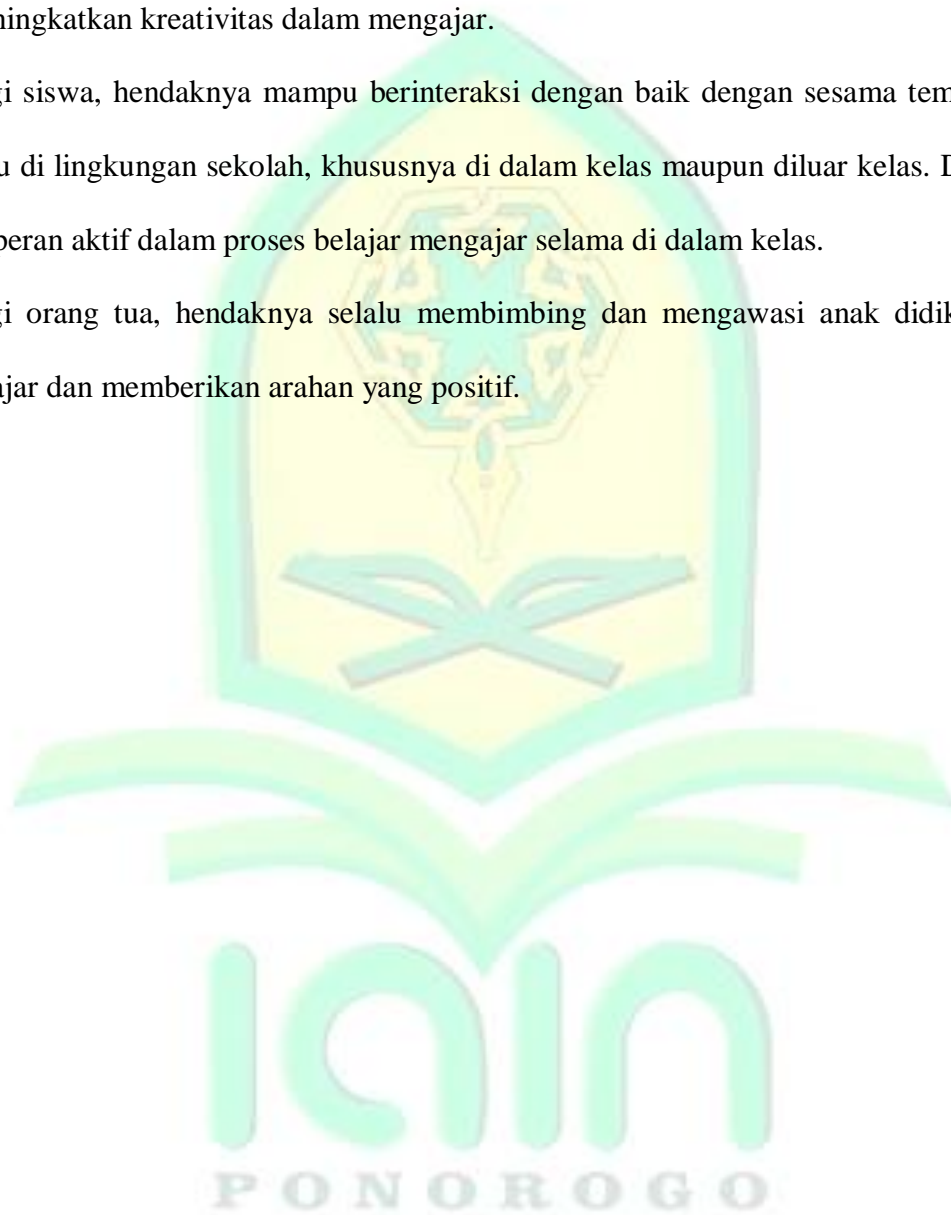 ningkatkan kreativitas dalam mengajar.
gi siswa, hendaknya mampu berinteraksi dengan baik dengan sesama tem
u di lingkungan sekolah, khususnya di dalam kelas maupun diluar kelas. D
peran aktif dalam proses belajar mengajar selama di dalam kelas.
gi orang tua, hendaknya selalu membimbing dan mengawasi anak didik
ajar dan memberikan arahan yang positif.
iain
PONOROGO